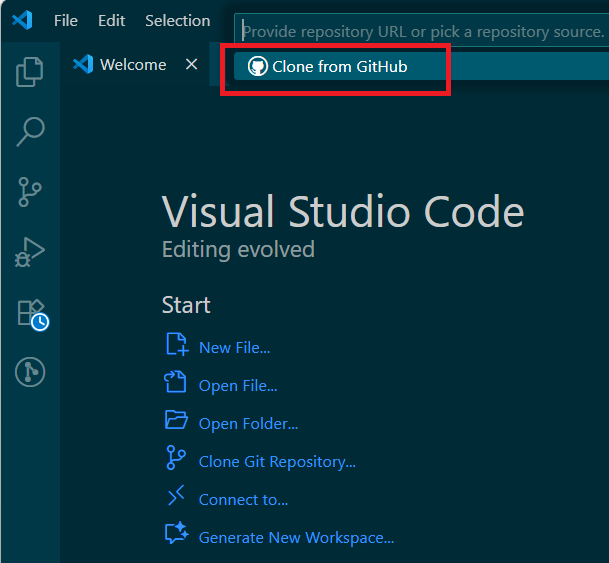 File Edit Selection
Provide repository URL or pick a repository source.
Clone from GitHub
Welcome
Visual Studio Code
Editing evolved
Start
New File...
Open File...
Open Folder...
Clone Git Repository...
Connect to...
Generate New Workspace...